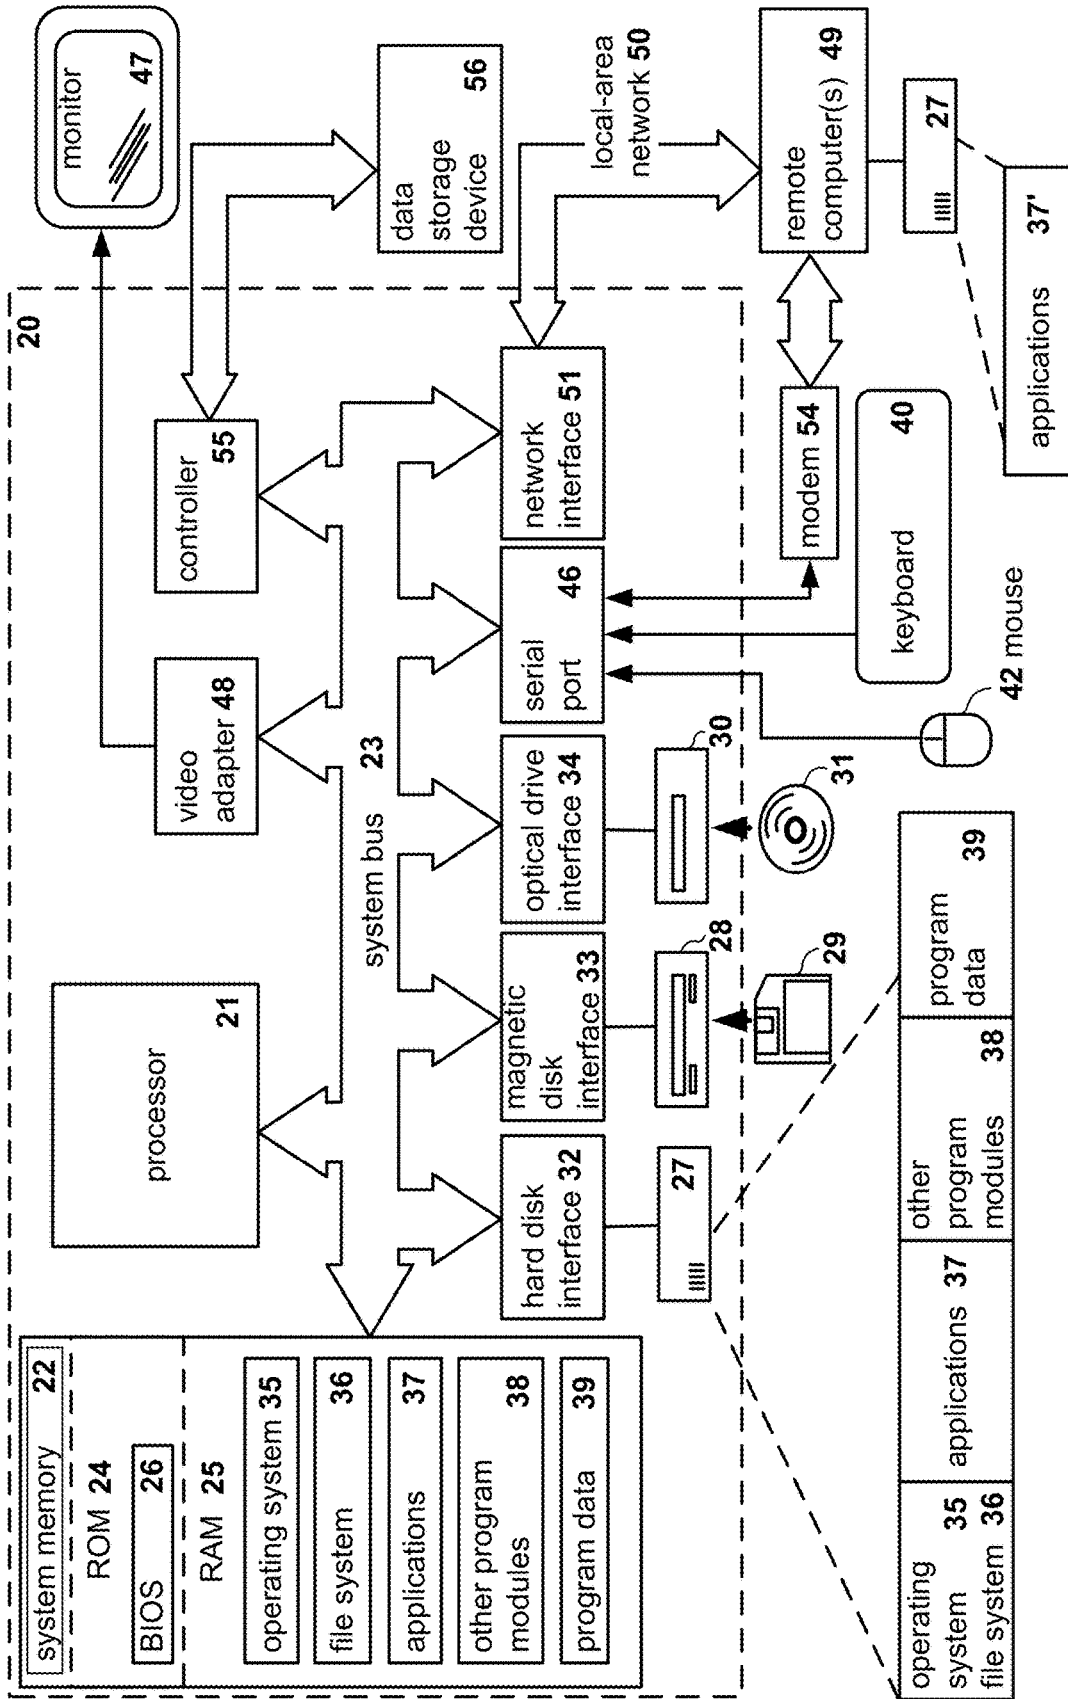 20
system memory 22
ROM 24
BIOS 26
RAM 25
operating system 35
file system 36
applications 37
other program
modules 38
program data 39
processor
21
video
adapter 48
controller
55
monitor
47
system bus
23
data
storage
device
56
hard disk
interface 32
magnetic
disk
interface 33
optical drive
interface 34
serial
port
46
network
interface 51
local-area
network 50
27
28
30
29
31
42 mouse
keyboard
40
modem 54
remote
computer(s) 49
27
applications 37'
operating
system 35
file system 36
applications 37
other
program
modules 38
program
data 39